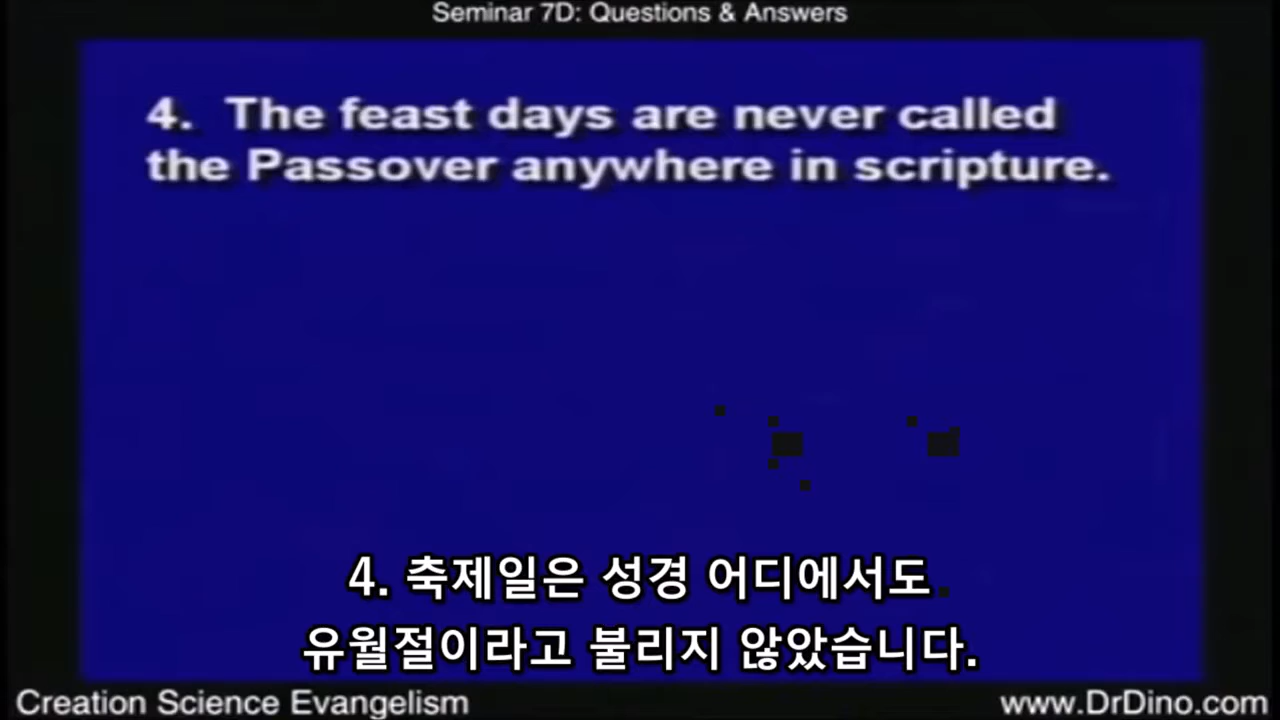 Seminar 7D: Questions & Answers
4. The feast days are never called
the Passover anywhere in scripture.
4. 축제일은 성경 어디에서도
유월절이라고 불리지 않았습니다.
Creation Science Evangelism
www.DrDino.com